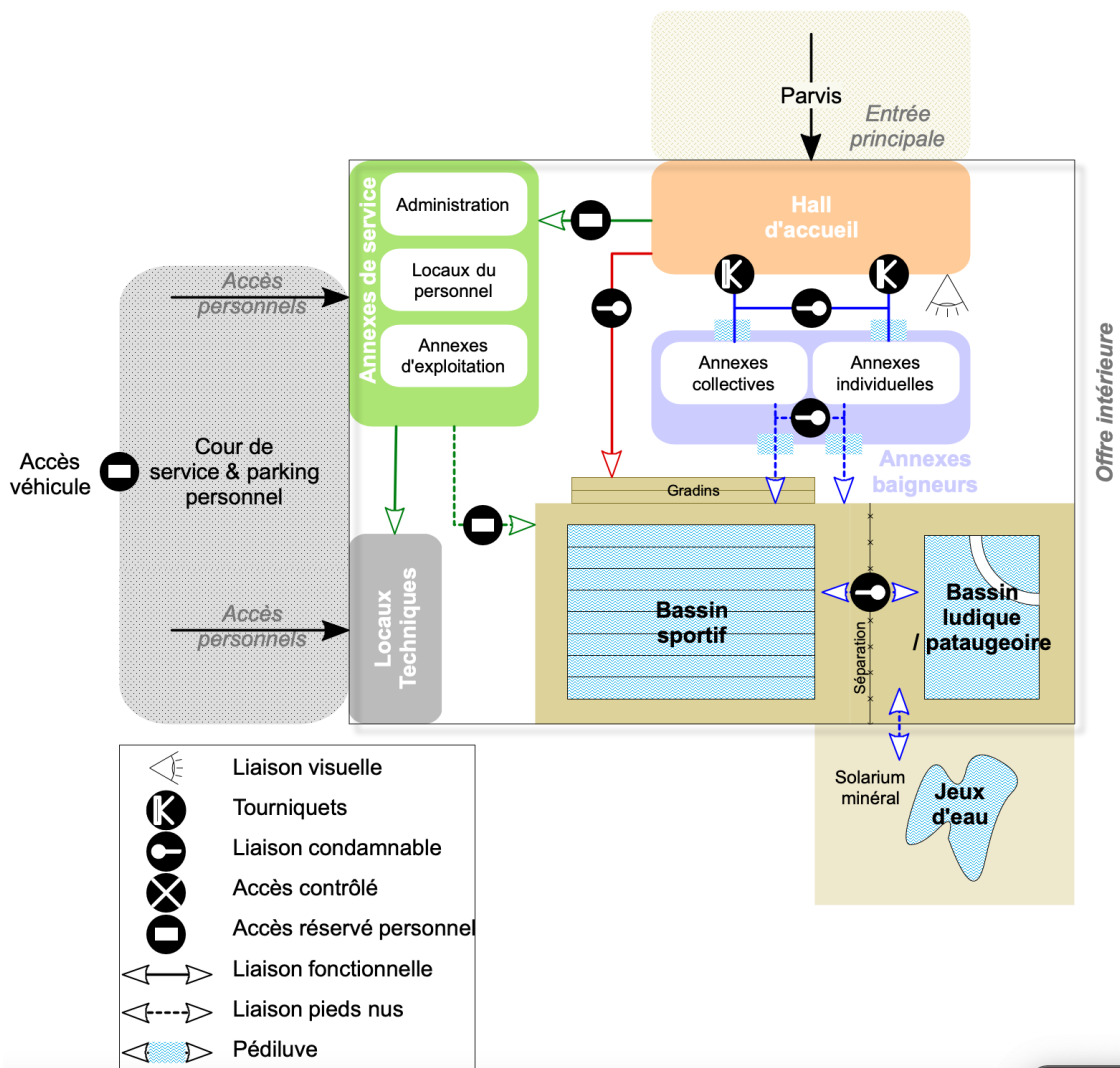 Parvis
Entrée
principale
Hall
d'accueil
Annexes de service
Administration
Locaux du
personnel
Annexes
d'exploitation
Accès
personnels
Cour de
service & parking
personnel
Accès
véhicule
Accès
personnels
Annexes
collectives
Annexes
individuelles
Annexes
baigneurs
Offre intérieure
Gradins
Locaux
Techniques
Bassin
sportif
Séparation
Bassin
ludique
/ pataugeoire
Solarium
minéral
Jeux
d'eau
Liaison visuelle
Tourniquets
Liaison condamnable
Accès contrôlé
Accès réservé personnel
Liaison fonctionnelle
Liaison pieds nus
Pédiluve